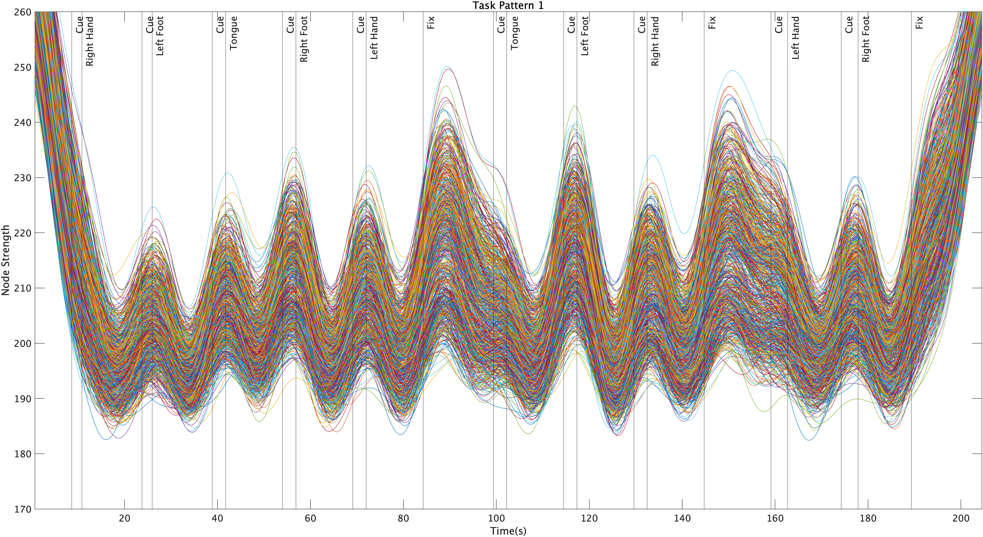 Task Pattern 1
260
250
240
230
220
210
200
190
180
170
Node Strength
Cue
Right Hand
Cue
Left Foot
Cue
Tongue
Cue
Right Foot
Cue
Left Hand
Fix
Cue
Tongue
Cue
Left Foot
Cue
Right Hand
Fix
Cue
Left Hand
Cue
Right Foot
Fix
20 40 60 80 100 120 140 160 180 200
Time(s)